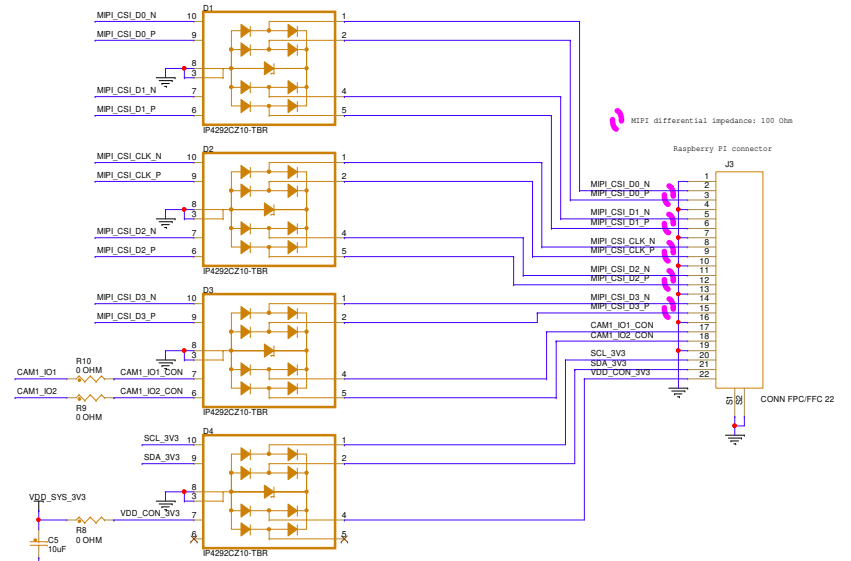 D1
MIPI_CSI_D0_N 10 1
MIPI_CSI_D0_P 9 2
8
3
MIPI_CSI_D1_N 7 4
MIPI_CSI_D1_P 6 5
IP4292CZ10-TBR
MIPI differential impedance: 100 Ohm
Raspberry PI connector
D2
MIPI_CSI_CLK_N 10 1
MIPI_CSI_CLK_P 9 2
8
3
MIPI_CSI_D2_N 7 4
MIPI_CSI_D2_P 6 5
IP4292CZ10-TBR
D3
MIPI_CSI_D3_N 10 1
MIPI_CSI_D3_P 9 2
8
3
R10
0 OHM
CAM1_IO1 CAM1_IO1_CON 7 4
CAM1_IO2 CAM1_IO2_CON 6 5
R9
0 OHM
IP4292CZ10-TBR
D4
SCL_3V3 10 1
SDA_3V3 9 2
8
3
VDD_SYS_3V3
VDD_CON_3V3 7 4
R8
0 OHM
6 5
C5
10uF
IP4292CZ10-TBR
J3
1
MIPI_CSI_D0_N 2
MIPI_CSI_D0_P 3
4
MIPI_CSI_D1_N 5
MIPI_CSI_D1_P 6
7
MIPI_CSI_CLK_N 8
MIPI_CSI_CLK_P 9
10
MIPI_CSI_D2_N 11
MIPI_CSI_D2_P 12
13
MIPI_CSI_D3_N 14
MIPI_CSI_D3_P 15
16
CAM1_IO1_CON 17
CAM1_IO2_CON 18
19
SCL_3V3 20
SDA_3V3 21
VDD_CON_3V3 22
S1
S2
CONN FPC/FFC 22